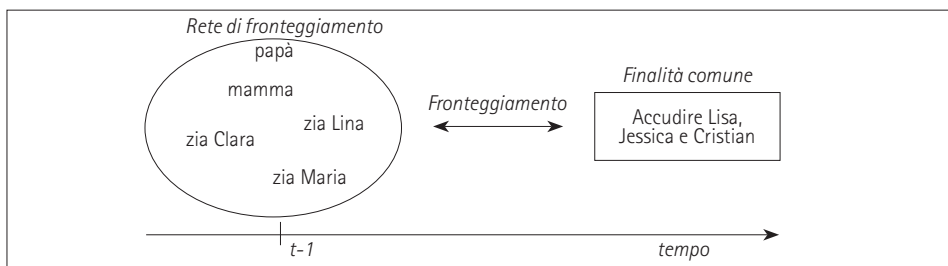 Rete di fronteggiamento
papà
mamma
zia Lina
zia Clara
zia Maria
Fronteggiamento
Finalità comune
Accudire Lisa,
Jessica e Cristian
t-1
tempo